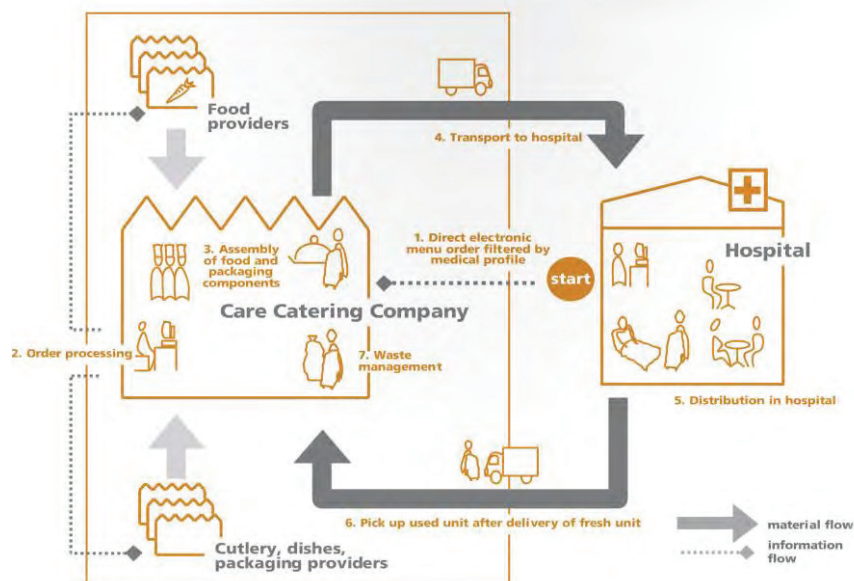 Food
providers
4. Transport to hospital
1. Direct electronic
menu order filtered by
medical profile
start
Hospital
3. Assembly
of food and
packaging
components
Care Catering Company
2. Order processing
7. Waste
management
5. Distribution in hospital
6. Pick up used unit after delivery of fresh unit
Cutlery, dishes,
packaging providers
material flow
information
flow